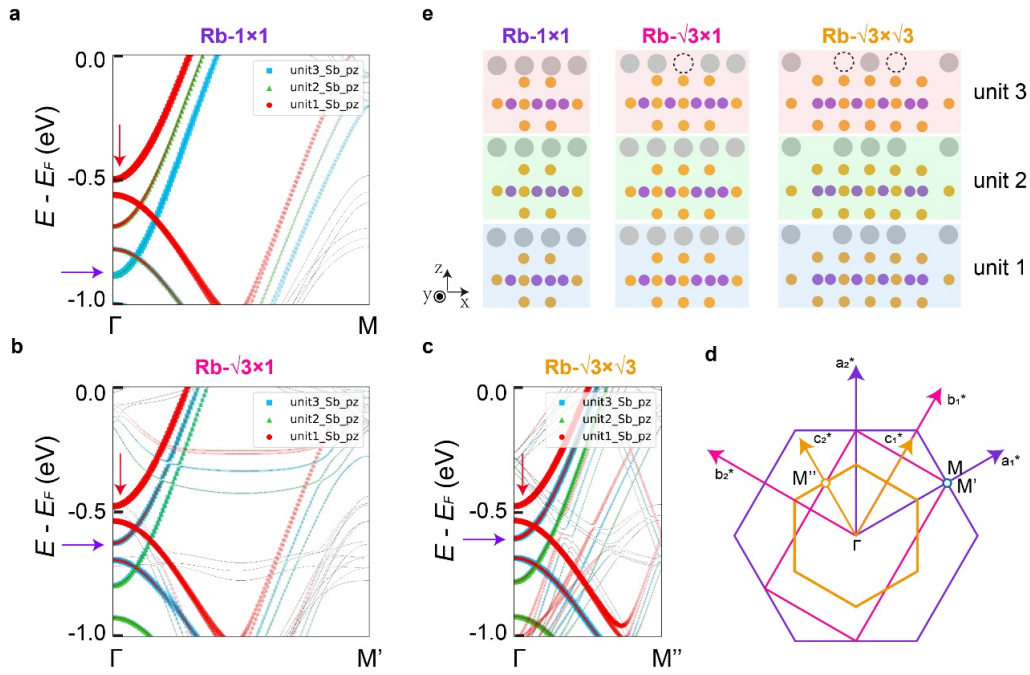 a
Rb-1×1
0.0
-0.5
-1.0
E - EF (eV)
unit3_Sb_pz
unit2_Sb_pz
unit1_Sb_pz
Γ
M
b
Rb-√3×1
0.0
-0.5
-1.0
E - EF (eV)
unit3_Sb_pz
unit2_Sb_pz
unit1_Sb_pz
Γ
M’
c
Rb-√3×√3
0.0
-0.5
-1.0
E - EF (eV)
unit3_Sb_pz
unit2_Sb_pz
unit1_Sb_pz
Γ
M’’
e
Rb-1×1
Rb-√3×1
Rb-√3×√3
unit 3
unit 2
unit 1
z
y
x
d
a₂*
b₁*
c₂*
c₁*
b₂*
M’’
M
a₁*
M’
Γ